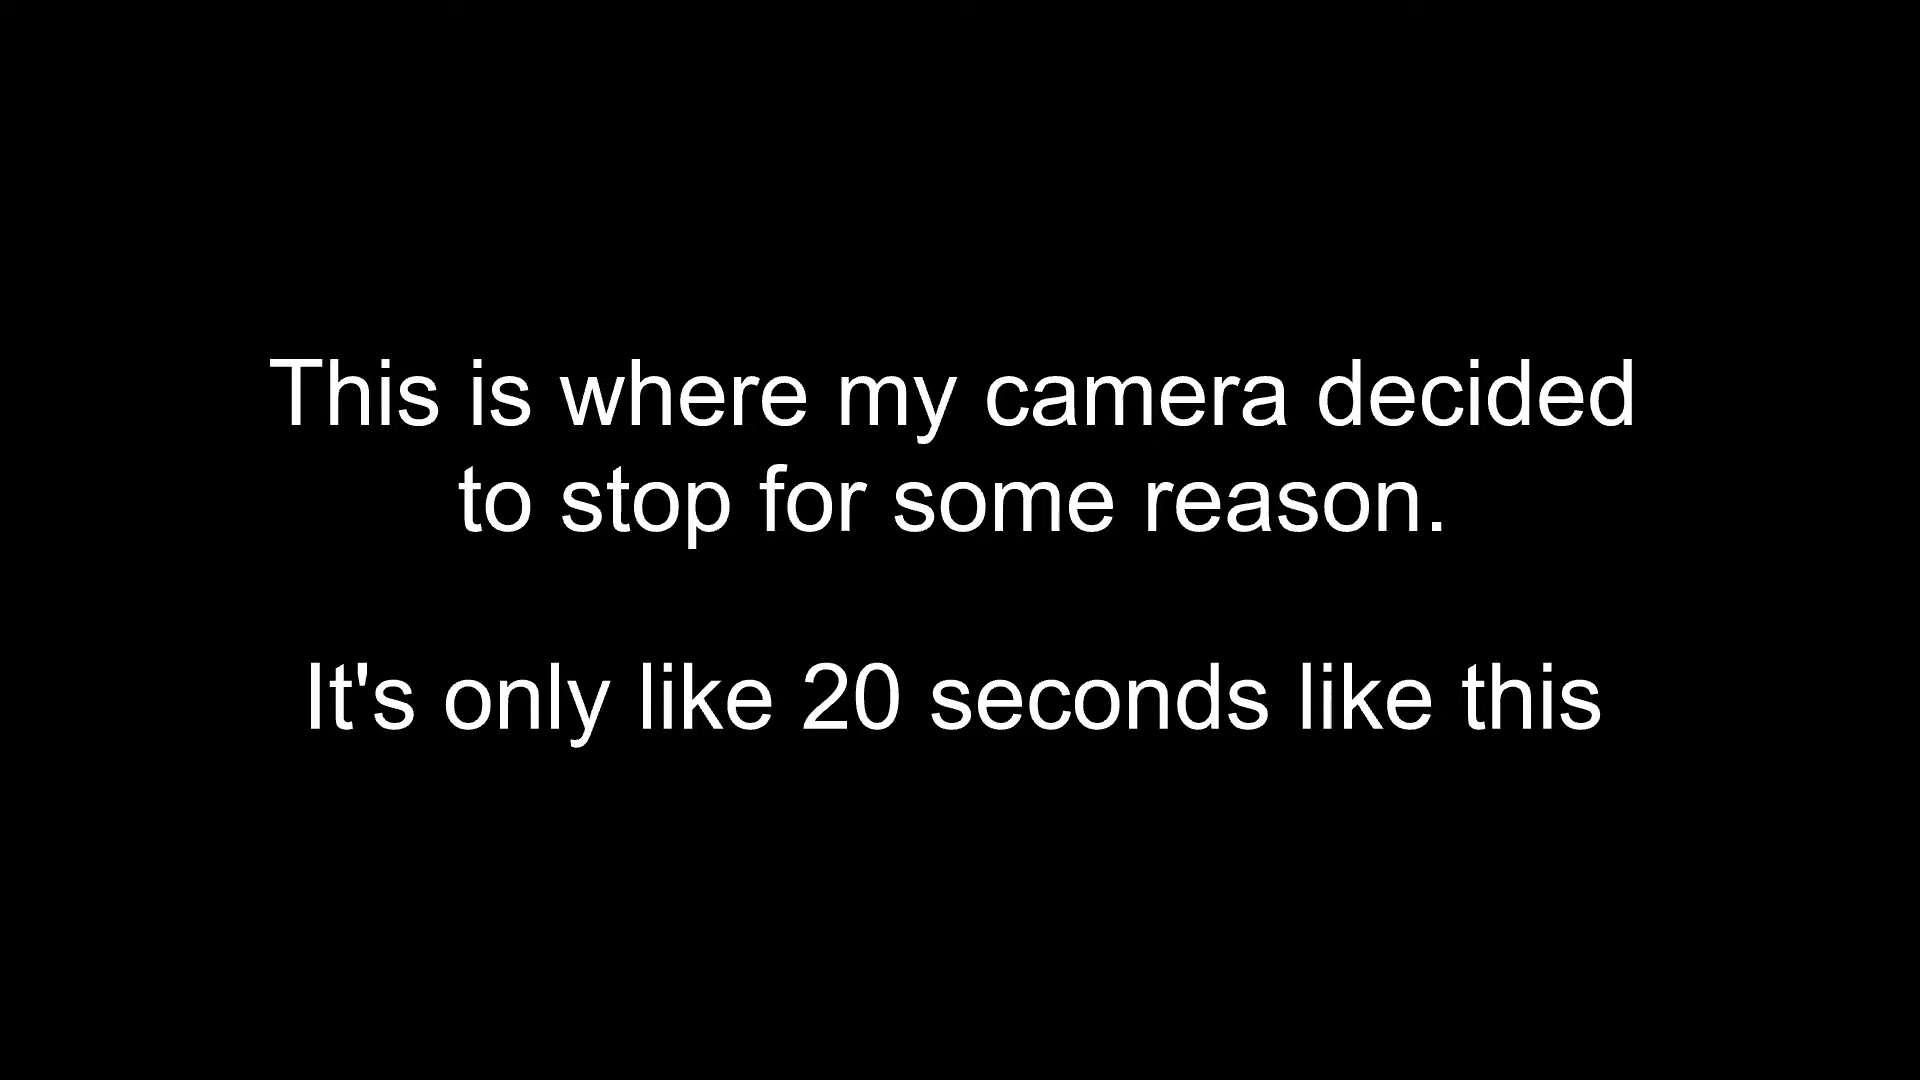 This is where my camera decided
to stop for some reason.
It's only like 20 seconds like this